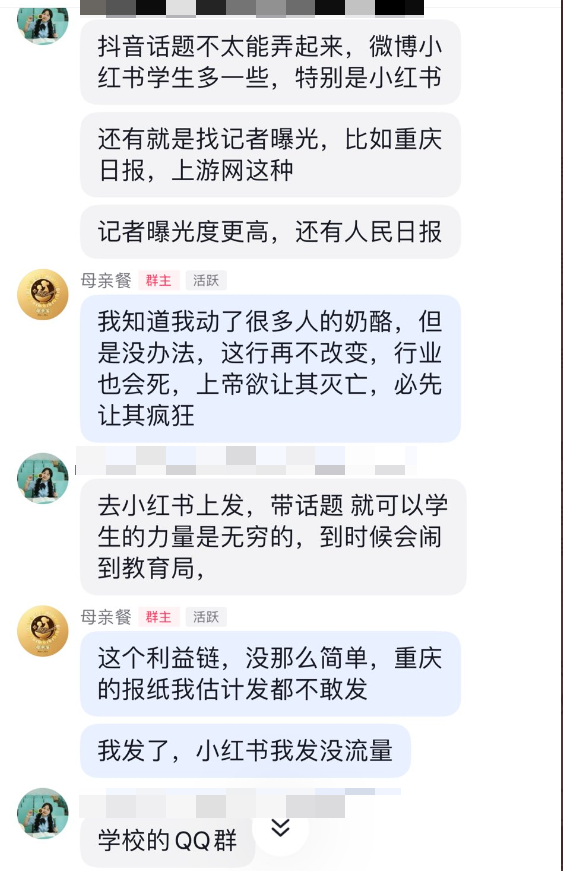 抖音话题不太能弄起来，微博小
红书学生多一些，特别是小红书
还有就是找记者曝光，比如重庆
日报，上游网这种
记者曝光度更高，还有人民日报
母亲餐 群主 活跃
我知道我动了很多人的奶酪，但
是没办法，这行再不改变，行业
也会死，上帝欲让其灭亡，必先
让其疯狂
去小红书上发，带话题 就可以学
生的力量是无穷的，到时候会闹
到教育局，
母亲餐 群主 活跃
这个利益链，没那么简单，重庆
的报纸我估计发都不敢发
我发了，小红书我发没流量
学校的QQ群